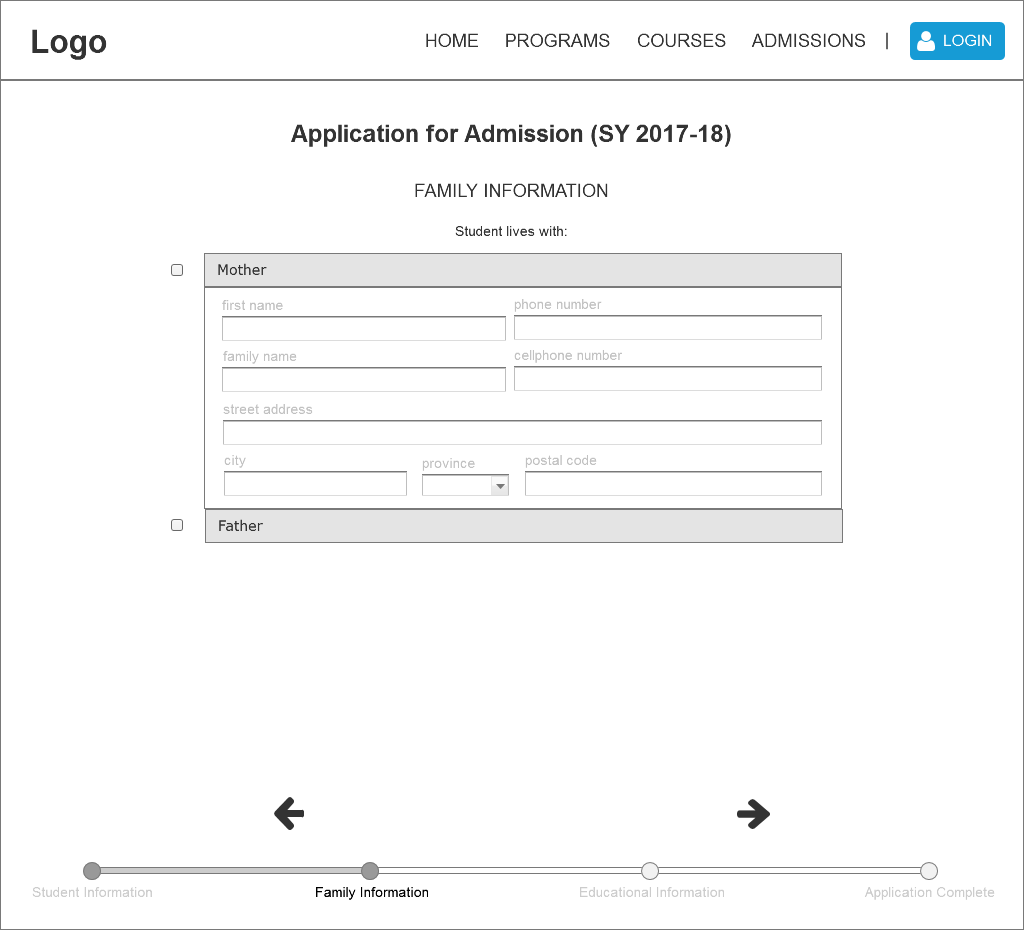 Logo
HOME PROGRAMS COURSES ADMISSIONS | LOGIN
Application for Admission (SY 2017-18)
FAMILY INFORMATION
Student lives with:
Mother
first name phone number
family name cellphone number
street address
city province postal code
Father
Student Information Family Information Educational Information Application Complete